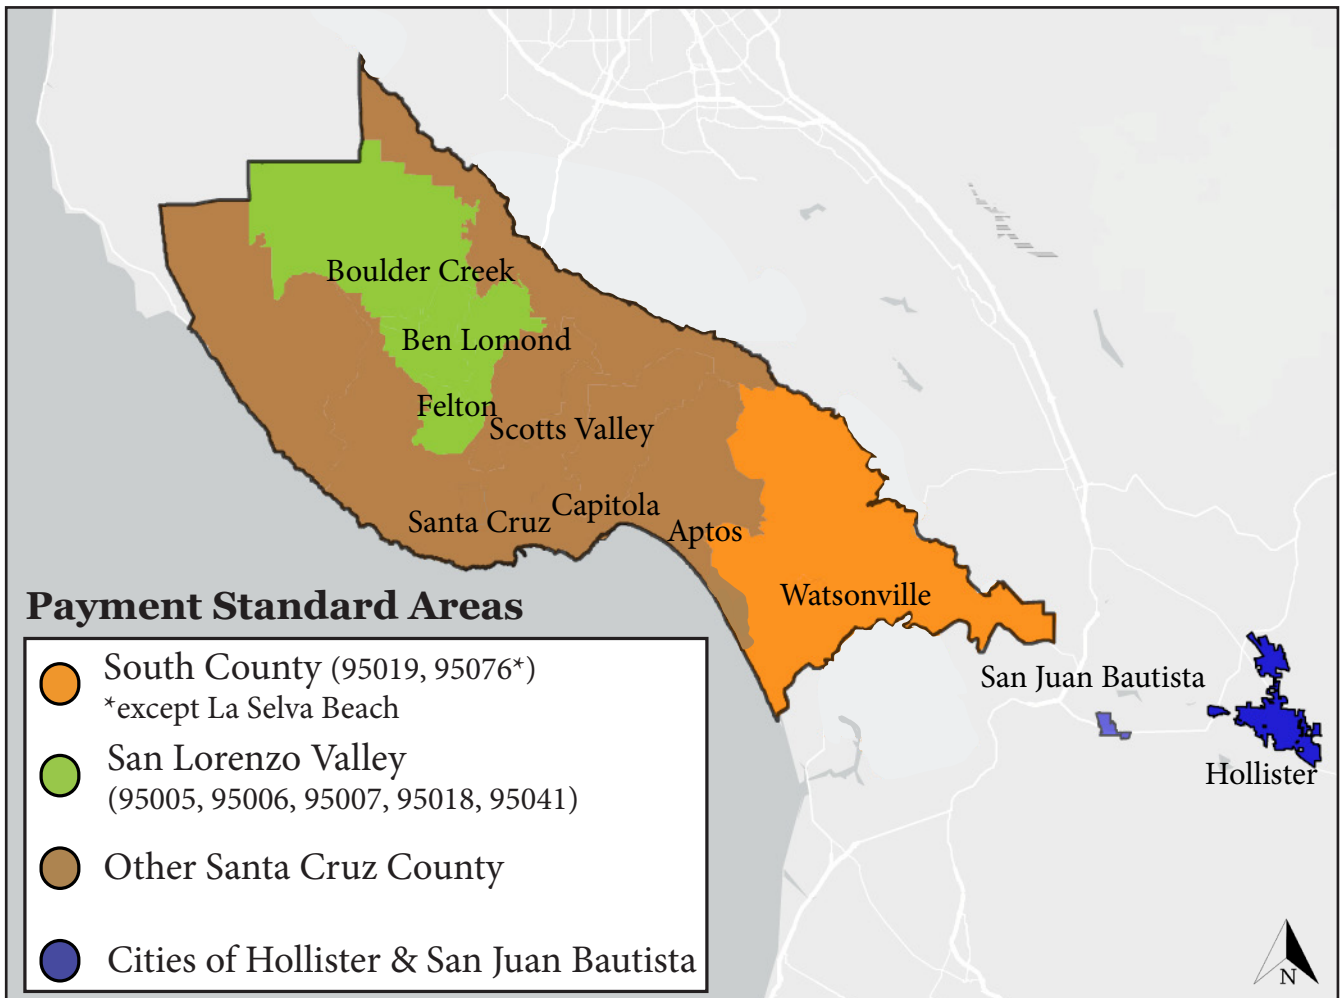 Boulder Creek
Ben Lomond
Felton
Scotts Valley
Capitola
Santa Cruz
Aptos
Watsonville
San Juan Bautista
Hollister
Payment Standard Areas
South County (95019, 95076*)
*except La Selva Beach
San Lorenzo Valley
(95005, 95006, 95007, 95018, 95041)
Other Santa Cruz County
Cities of Hollister & San Juan Bautista
N